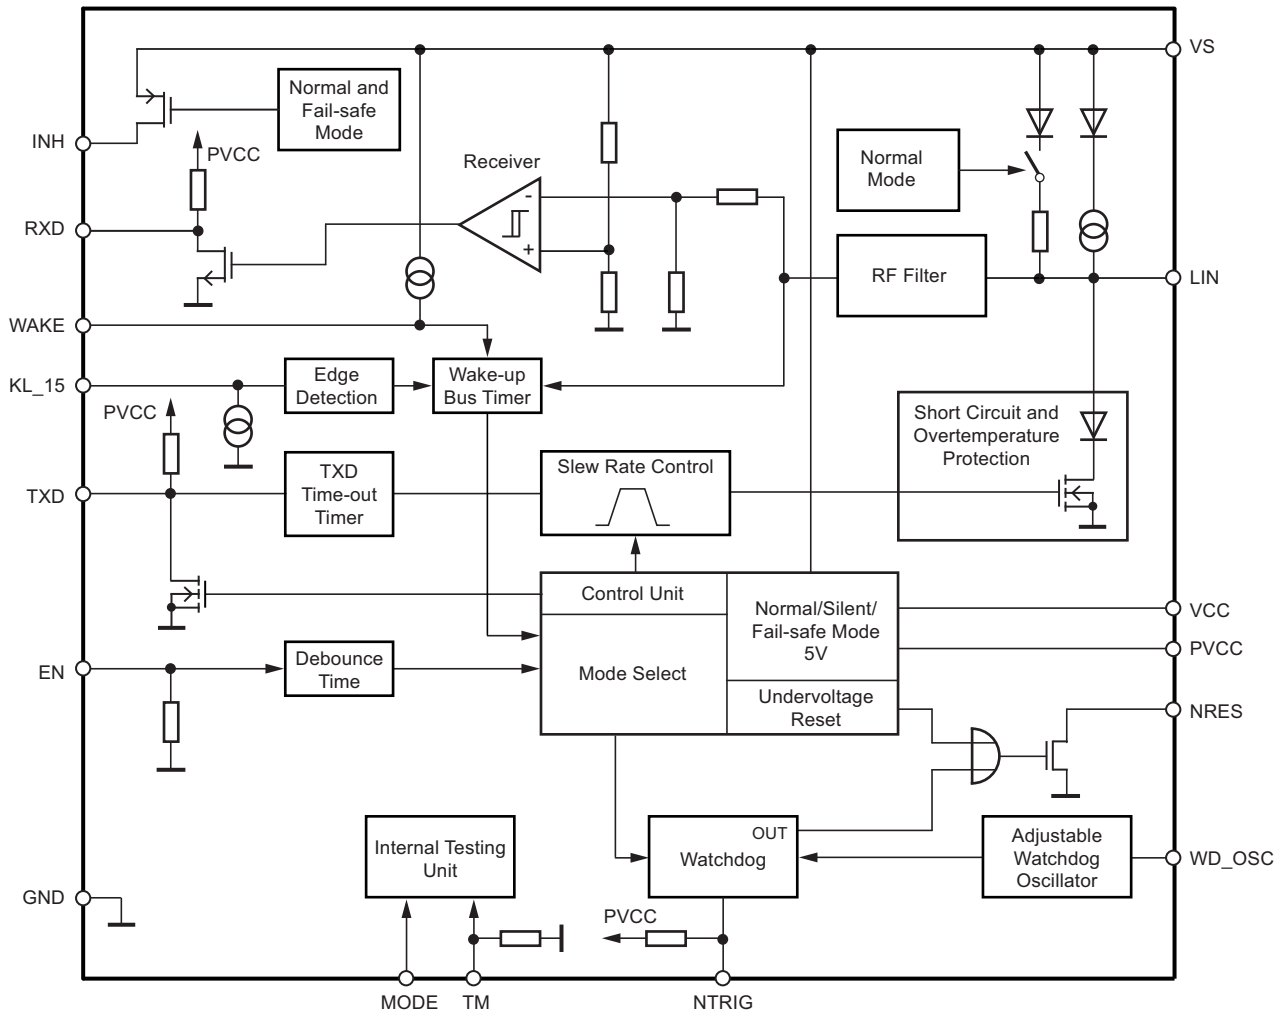 VS
Normal and
Fail-safe
Mode
INH
PVCC
Receiver
Normal
Mode
-
+
RXD
RF Filter
LIN
WAKE
KL_15
Edge
Detection
Wake-up
Bus Timer
PVCC
Short Circuit and
Overtemperature
Protection
TXD
TXD
Time-out
Timer
Slew Rate Control
Control Unit
Normal/Silent/
Fail-safe Mode
5V
VCC
PVCC
EN
Debounce
Time
Mode Select
Undervoltage
Reset
NRES
Internal Testing
Unit
OUT
Watchdog
Adjustable
Watchdog
Oscillator
WD_OSC
GND
PVCC
MODE
TM
NTRIG